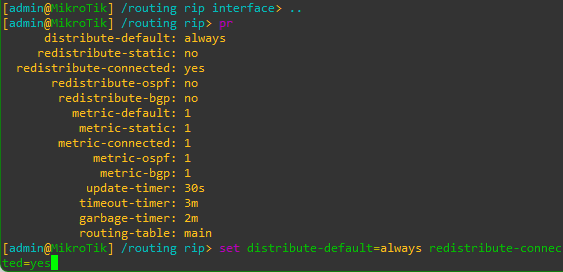 [admin@MikroTik] /routing rip interface> ..
[admin@MikroTik] /routing rip> pr
distribute-default: always
redistribute-static: no
redistribute-connected: yes
redistribute-ospf: no
redistribute-bgp: no
metric-default: 1
metric-static: 1
metric-connected: 1
metric-ospf: 1
metric-bgp: 1
update-timer: 30s
timeout-timer: 3m
garbage-timer: 2m
routing-table: main
[admin@MikroTik] /routing rip> set distribute-default=always redistribute-connec
ted=yes